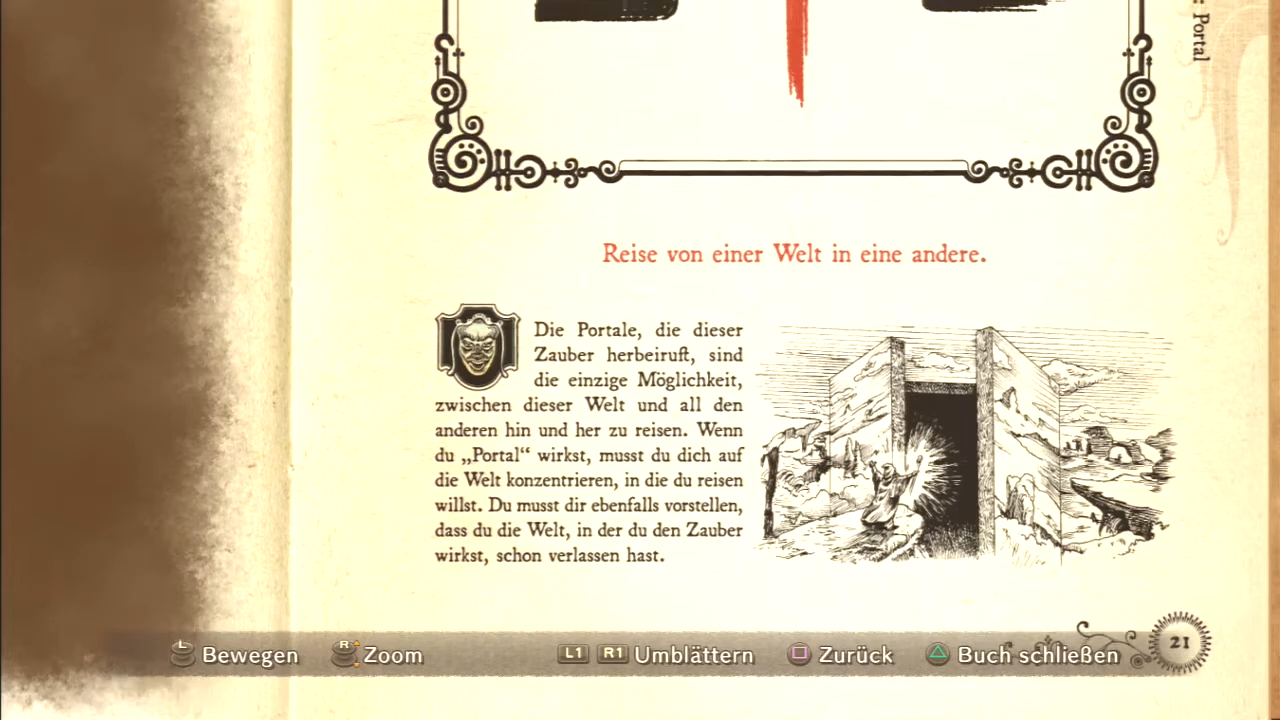 : Portal
Reise von einer Welt in eine andere.
Die Portale, die dieser
Zauber herbeiruft, sind
die einzige Möglichkeit,
zwischen dieser Welt und all den
anderen hin und her zu reisen. Wenn
du „Portal“ wirkst, musst du dich auf
die Welt konzentrieren, in die du reisen
willst. Du musst dir ebenfalls vorstellen,
dass du die Welt, in der du den Zauber
wirkst, schon verlassen hast.
L Bewegen R Zoom L1 R1 Umblättern Zurück Buch schließen 21